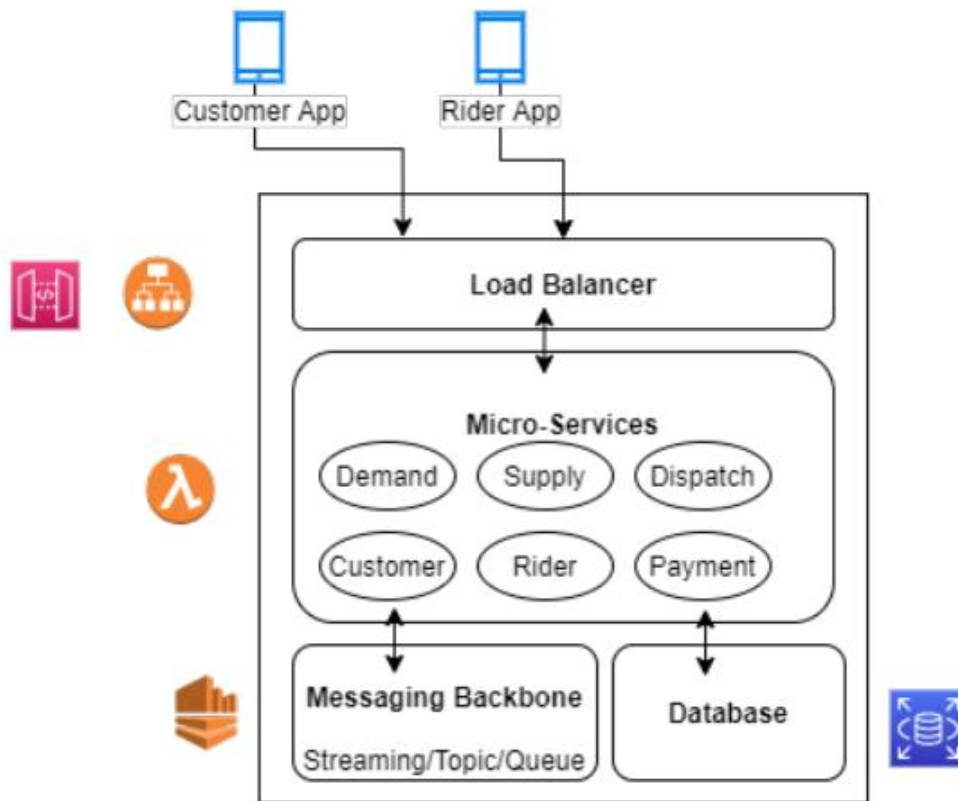 Customer App
Rider App
Load Balancer
Micro-Services
Demand
Supply
Dispatch
Customer
Rider
Payment
Messaging Backbone
Streaming/Topic/Queue
Database